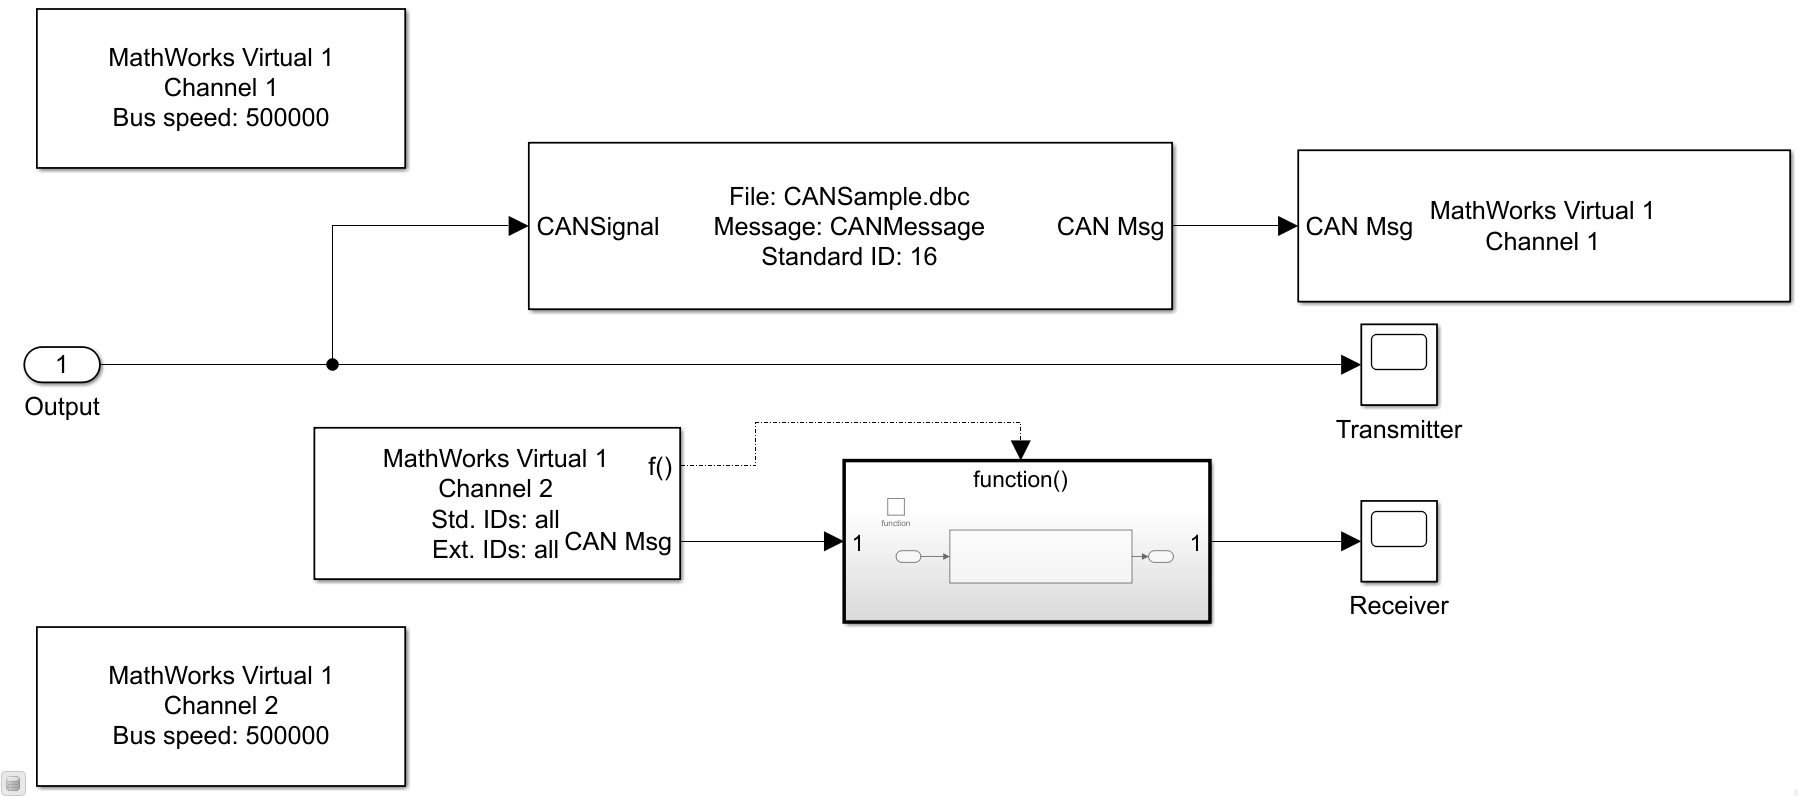 MathWorks Virtual 1
Channel 1
Bus speed: 500000
CANSignal
File: CANSample.dbc
Message: CANMessage
Standard ID: 16
CAN Msg
CAN Msg
MathWorks Virtual 1
Channel 1
1
Output
Transmitter
MathWorks Virtual 1
Channel 2
Std. IDs: all
Ext. IDs: all
f()
CAN Msg
function()
function
1
1
Receiver
MathWorks Virtual 1
Channel 2
Bus speed: 500000